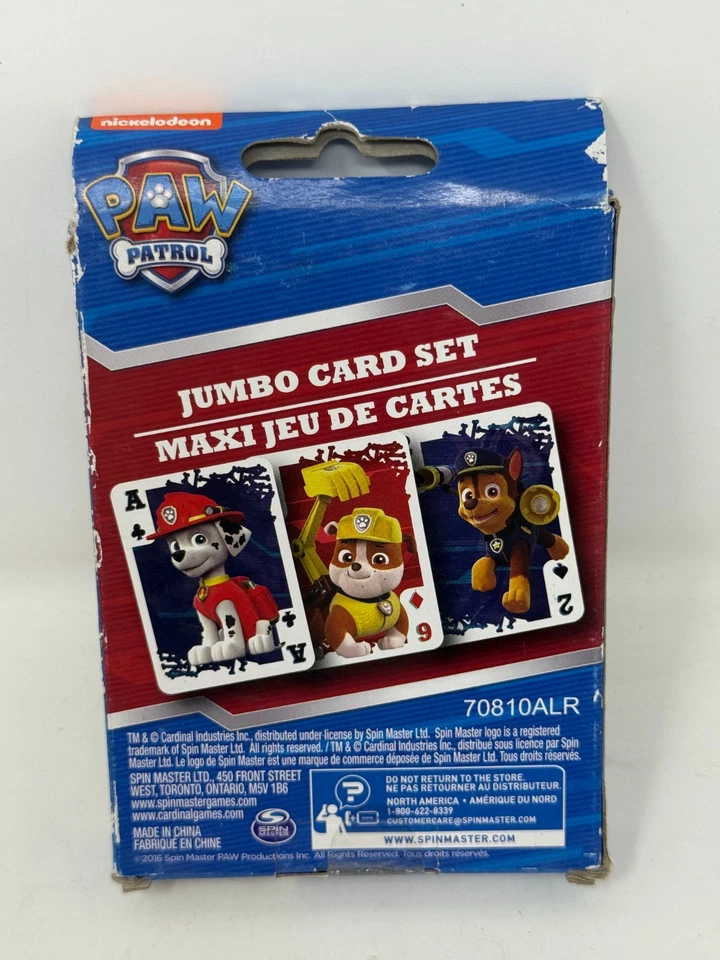 nickelodeon
PAW
PATROL
JUMBO CARD SET
MAXI JEU DE CARTES
A
A
9
2
70810ALR
TM & © Cardinal Industries Inc., distributed under license by Spin Master Ltd. Spin Master logo is a registered
trademark of Spin Master Ltd. All rights reserved. / TM & © Cardinal Industries Inc., distribué sous licence par Spin
Master Ltd. Le logo de Spin Master est une marque de commerce déposée de Spin Master Ltd. Tous droits réservés.
SPIN MASTER LTD., 450 FRONT STREET
WEST, TORONTO, ONTARIO, M5V 1B6
www.spinmastergames.com
www.cardinalgames.com
MADE IN CHINA
FABRIQUÉ EN CHINE
SPIN MASTER
?
DO NOT RETURN TO THE STORE.
NE PAS RETOURNER AU DISTRIBUTEUR.
NORTH AMERICA • AMÉRIQUE DU NORD
1-800-622-8339
CUSTOMERCARE@SPINMASTER.COM
WWW.SPINMASTER.COM
©2016 Spin Master PAW Productions Inc. All Rights Reserved. Tous droits réservés.